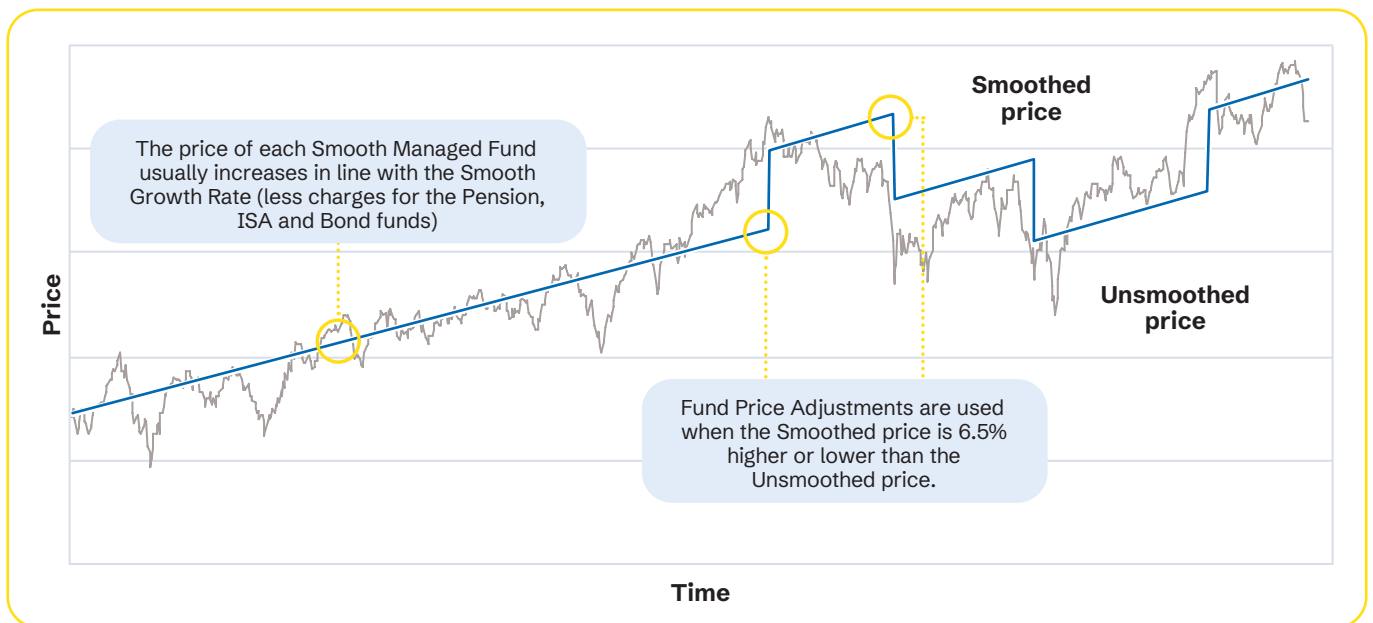 Smoothed
price
The price of each Smooth Managed Fund
usually increases in line with the Smooth
Growth Rate (less charges for the Pension,
ISA and Bond funds)
Price
Unsmoothed
price
Fund Price Adjustments are used
when the Smoothed price is 6.5%
higher or lower than the
Unsmoothed price.
Time